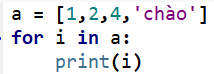 a = [1,2,4,'chào']
for i in a:
    print(i)